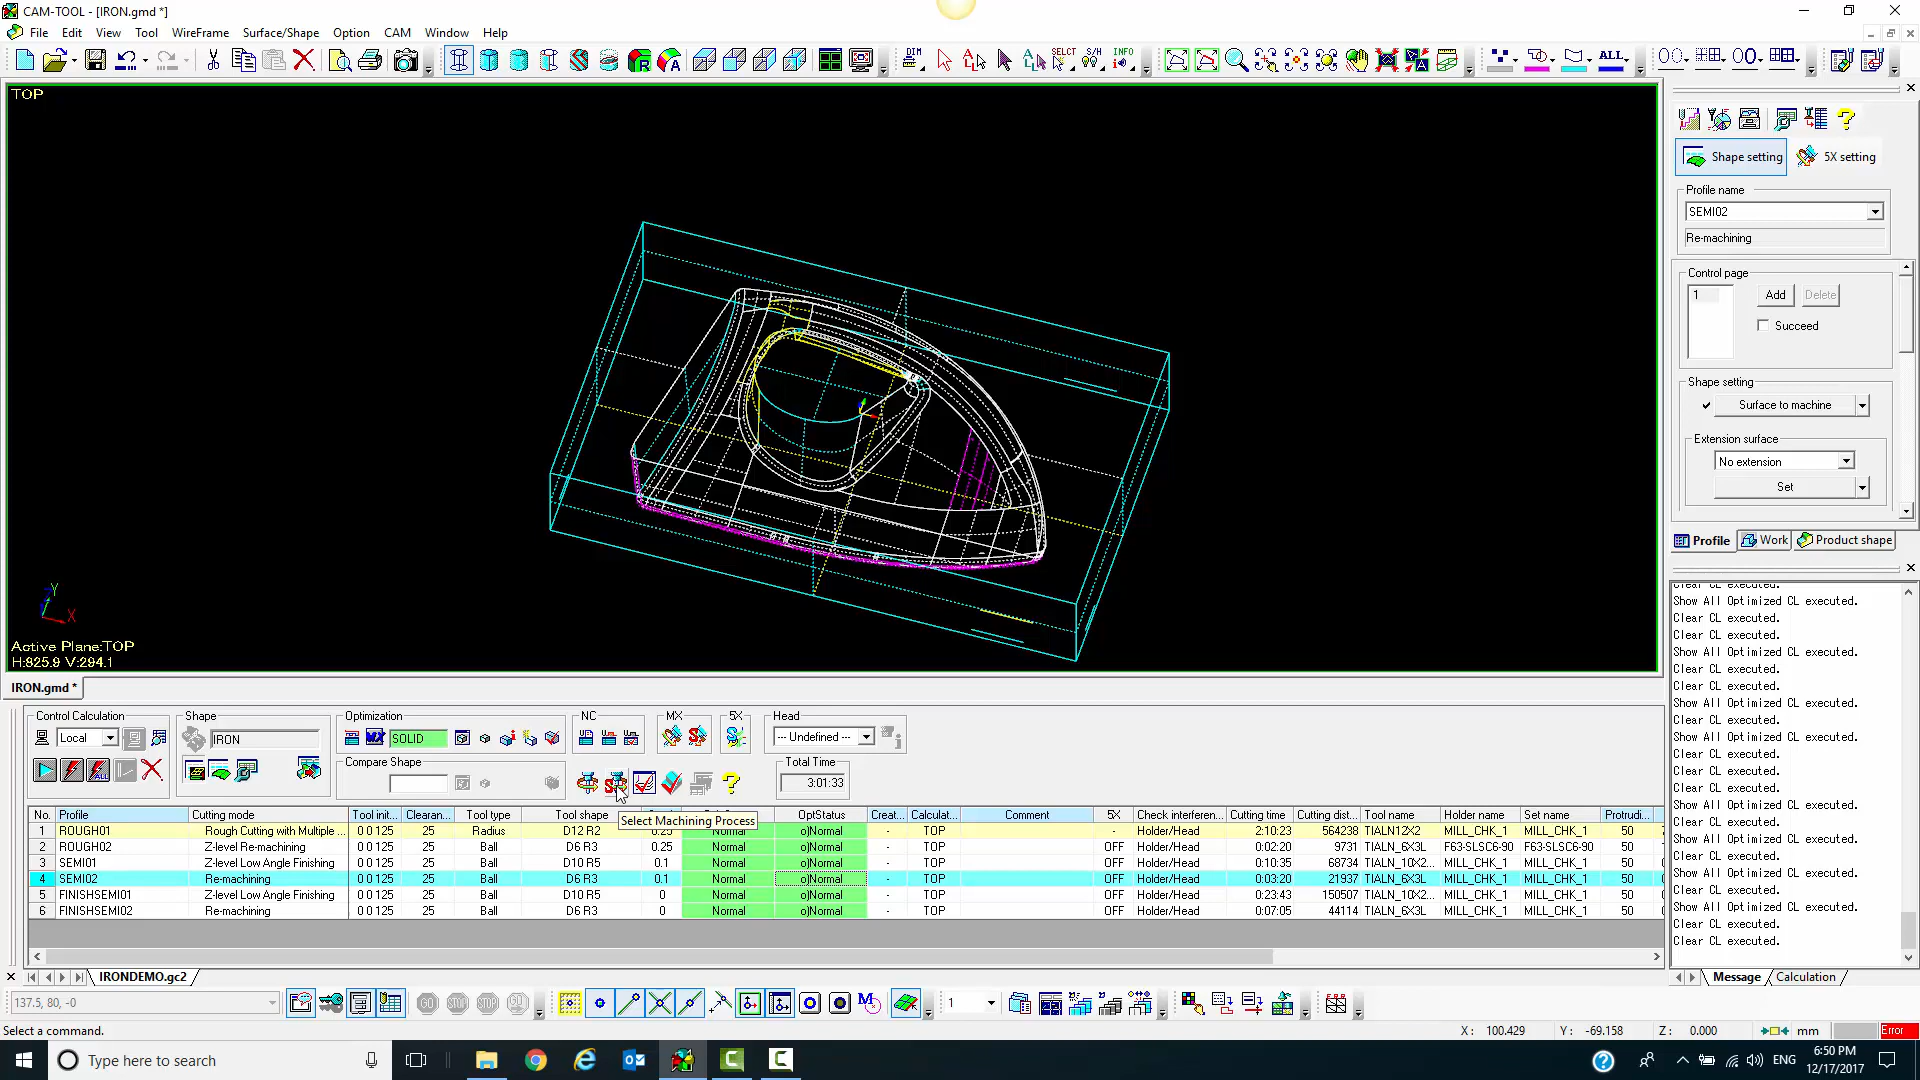 CAM-TOOL - [IRON.gmd *]
File Edit View Tool WireFrame Surface/Shape Option CAM Window Help
DIM SELCT S/H INFO ALL
TOP
Shape setting 5X setting
Profile name
SEMI02
Re-machining
Control page
1 Add Delete
Succeed
Shape setting
Surface to machine
Extension surface
No extension
Set
Profile Work Product shape
Active Plane:TOP
H:825.9 V:294.1
Y X
IRON.gmd *
Clear CL executed.
Show All Optimized CL executed.
Clear CL executed.
Clear CL executed.
Show All Optimized CL executed.
Clear CL executed.
Clear CL executed.
Show All Optimized CL executed.
Clear CL executed.
Clear CL executed.
Show All Optimized CL executed.
Clear CL executed.
Clear CL executed.
Show All Optimized CL executed.
Clear CL executed.
Show All Optimized CL executed.
Clear CL executed.
Show All Optimized CL executed.
Clear CL executed.
Show All Optimized CL executed.
Clear CL executed.
Clear CL executed.
Message Calculation
Control Calculation Shape Optimization NC MX 5X Head
Local IRON SOLID --- Undefined ---
Compare Shape Total Time
3:01:33
Select Machining Process
No. Profile Cutting mode Tool init... Clearan... Tool type Tool shape OptStatus Creat... Calculat... Comment 5X Check interferen... Cutting time Cutting dist... Tool name Holder name Set name Protrudi...
1 ROUGH01 Rough Cutting with Multiple ... 0 0 125 25 Radius D12 R2 0.25 Normal o)Normal - TOP - Holder/Head 2:10:23 564238 TIALN12X2 MILL_CHK_1 MILL_CHK_1 50
2 ROUGH02 Z-level Re-machining 0 0 125 25 Ball D6 R3 0.25 Normal o)Normal - TOP OFF Holder/Head 0:02:20 9731 TIALN_6X3L F63-SLSC6-90 F63-SLSC6-90 50
3 SEMI01 Z-level Low Angle Finishing 0 0 125 25 Ball D10 R5 0.1 Normal o)Normal - TOP OFF Holder/Head 0:10:35 68734 TIALN_10X2... MILL_CHK_1 MILL_CHK_1 50
4 SEMI02 Re-machining 0 0 125 25 Ball D6 R3 0.1 Normal o)Normal - TOP OFF Holder/Head 0:03:20 21937 TIALN_6X3L MILL_CHK_1 MILL_CHK_1 50
5 FINISHSEMI01 Z-level Low Angle Finishing 0 0 125 25 Ball D10 R5 0 Normal o)Normal - TOP OFF Holder/Head 0:23:43 150507 TIALN_10X2... MILL_CHK_1 MILL_CHK_1 50
6 FINISHSEMI02 Re-machining 0 0 125 25 Ball D6 R3 0 Normal o)Normal - TOP OFF Holder/Head 0:07:05 44114 TIALN_6X3L MILL_CHK_1 MILL_CHK_1 50
IRONDEMO.gc2
137.5, 80, -0 GO STOP STOP 1
Select a command. X: 100.429 Y: -69.158 Z: 0.000 mm Error
Type here to search ENG 6:50 PM
12/17/2017